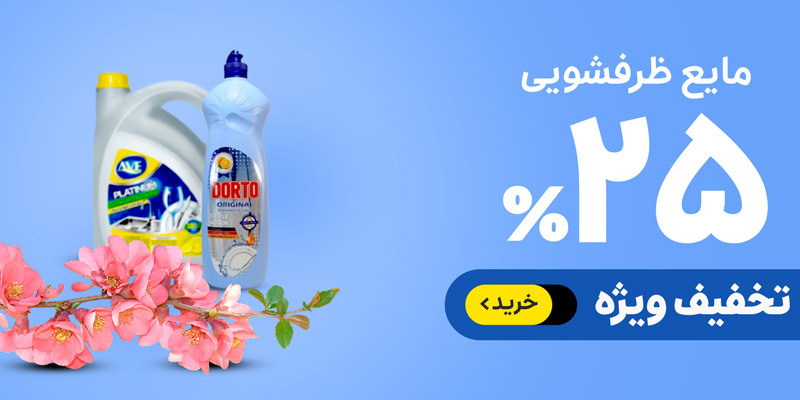 مایع ظرفشویی
%۲۵
تخفیف ویژه
خرید
AVE
PLATINUM
DORTO
ORIGINAL